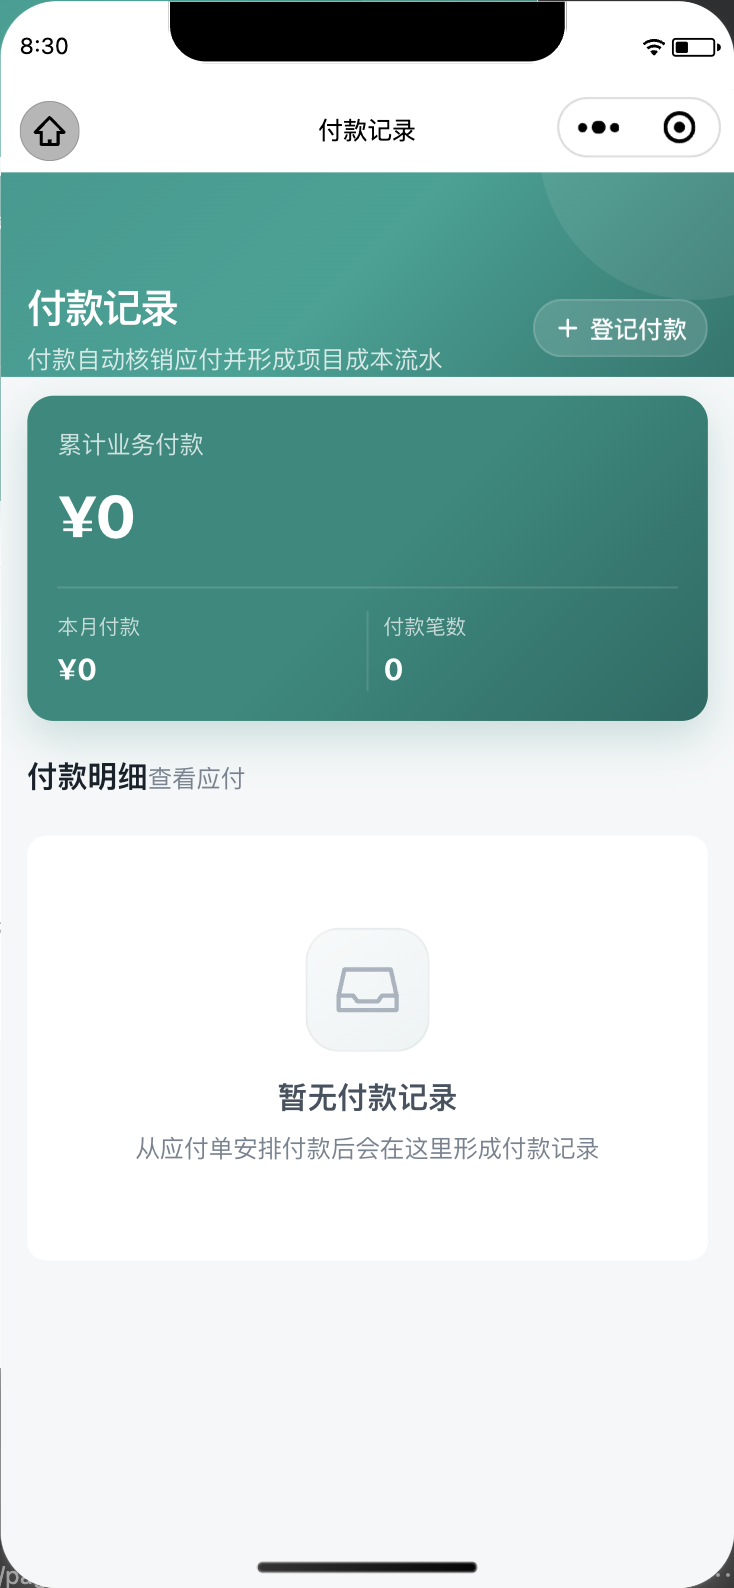 8:30
付款记录
付款记录
付款自动核销应付并形成项目成本流水
登记付款
累计业务付款
¥0
本月付款
¥0
付款笔数
0
付款明细查看应付
暂无付款记录
从应付单安排付款后会在这里形成付款记录